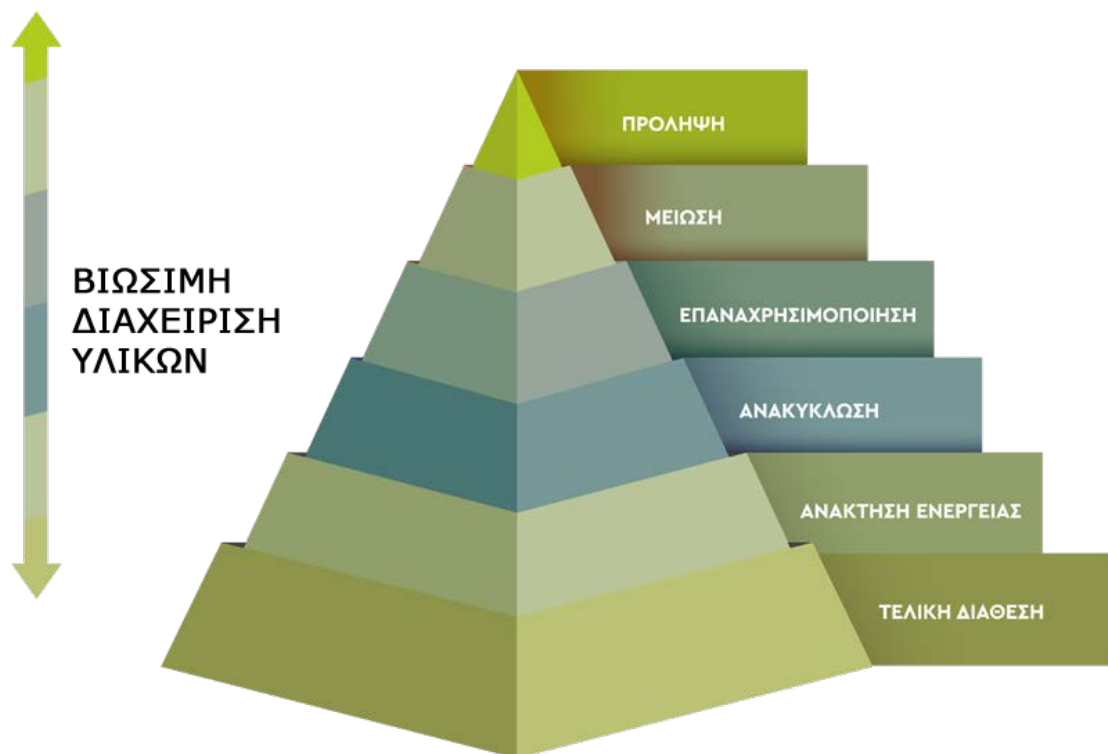 ΠΡΟΛΗΨΗ
ΜΕΙΩΣΗ
ΒΙΩΣΙΜΗ
ΔΙΑΧΕΙΡΙΣΗ
ΥΛΙΚΩΝ
ΕΠΑΝΑΧΡΗΣΙΜΟΠΟΙΗΣΗ
ΑΝΑΚΥΚΛΩΣΗ
ΑΝΑΚΤΗΣΗ ΕΝΕΡΓΕΙΑΣ
ΤΕΛΙΚΗ ΔΙΑΘΕΣΗ